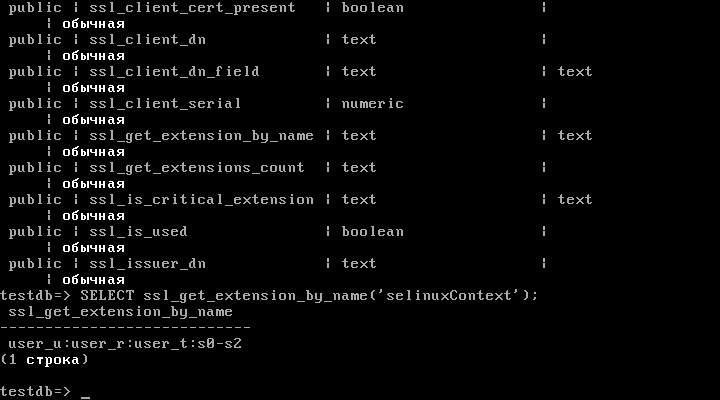 public | ssl_client_cert_present | boolean |
| обычная
public | ssl_client_dn | text |
| обычная
public | ssl_client_dn_field | text | text
| обычная
public | ssl_client_serial | numeric |
| обычная
public | ssl_get_extension_by_name | text | text
| обычная
public | ssl_get_extensions_count | text |
| обычная
public | ssl_is_critical_extension | text | text
| обычная
public | ssl_is_used | boolean |
| обычная
public | ssl_issuer_dn | text |
| обычная
testdb=> SELECT ssl_get_extension_by_name('selinuxContext');
ssl_get_extension_by_name
---------------------------
user_u:user_r:user_t:s0-s2
(1 строка)
testdb=> _